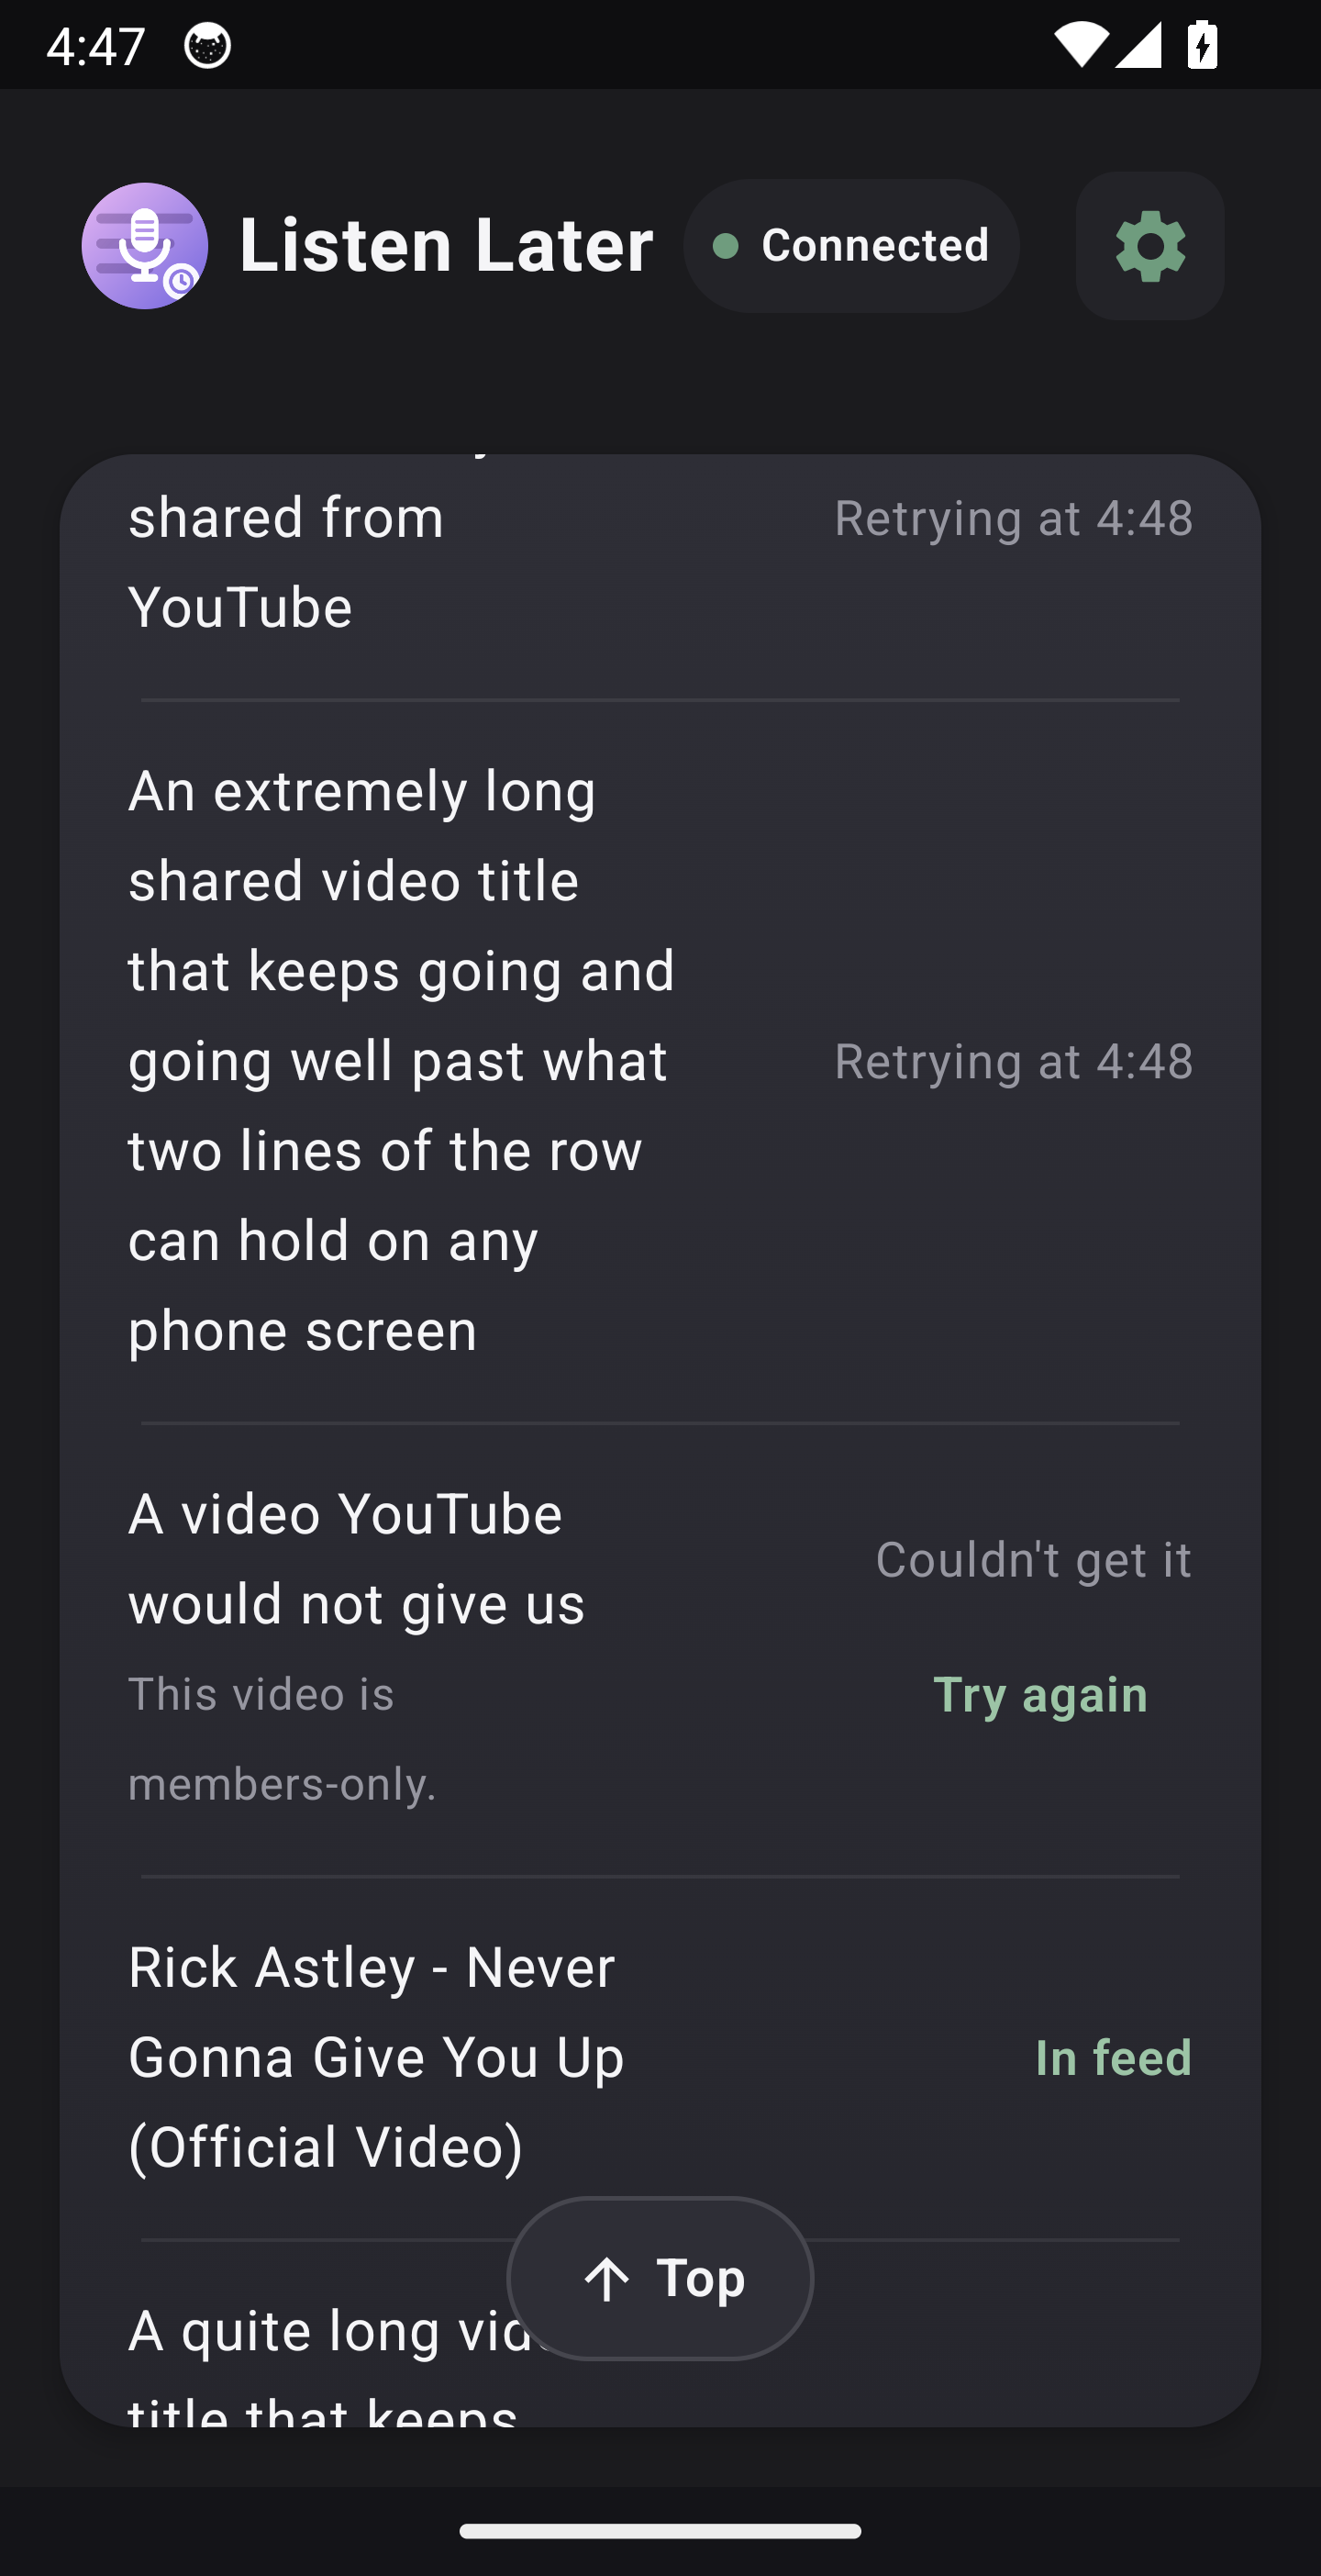 4:47
Listen Later
Connected
shared from
YouTube
Retrying at 4:48
An extremely long
shared video title
that keeps going and
going well past what
two lines of the row
can hold on any
phone screen
Retrying at 4:48
A video YouTube
would not give us
This video is
members-only.
Couldn't get it
Try again
Rick Astley - Never
Gonna Give You Up
(Official Video)
In feed
Top
A quite long
title that keeps